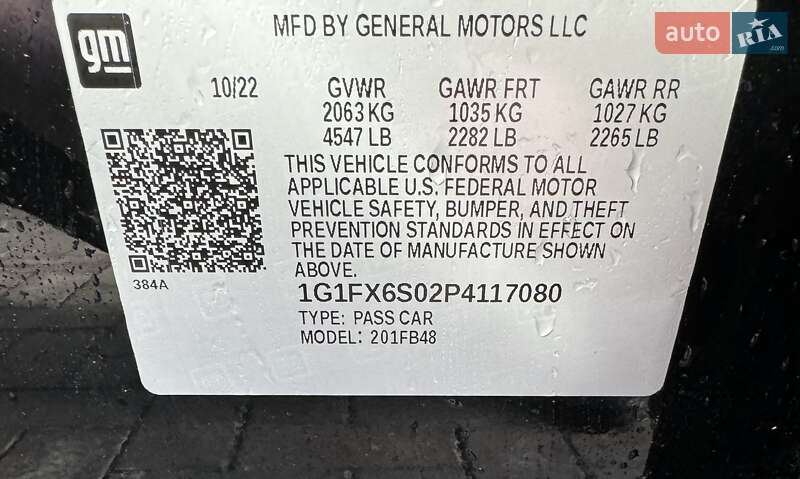 gm
MFD BY GENERAL MOTORS LLC
auto RIA.com
10/22 GVWR GAWR FRT GAWR RR
2063 KG 1035 KG 1027 KG
4547 LB 2282 LB 2265 LB
THIS VEHICLE CONFORMS TO ALL
APPLICABLE U.S. FEDERAL MOTOR
VEHICLE SAFETY, BUMPER, AND THEFT
PREVENTION STANDARDS IN EFFECT ON
THE DATE OF MANUFACTURE SHOWN
ABOVE.
384A
1G1FX6S02P4117080
TYPE: PASS CAR
MODEL: 201FB48